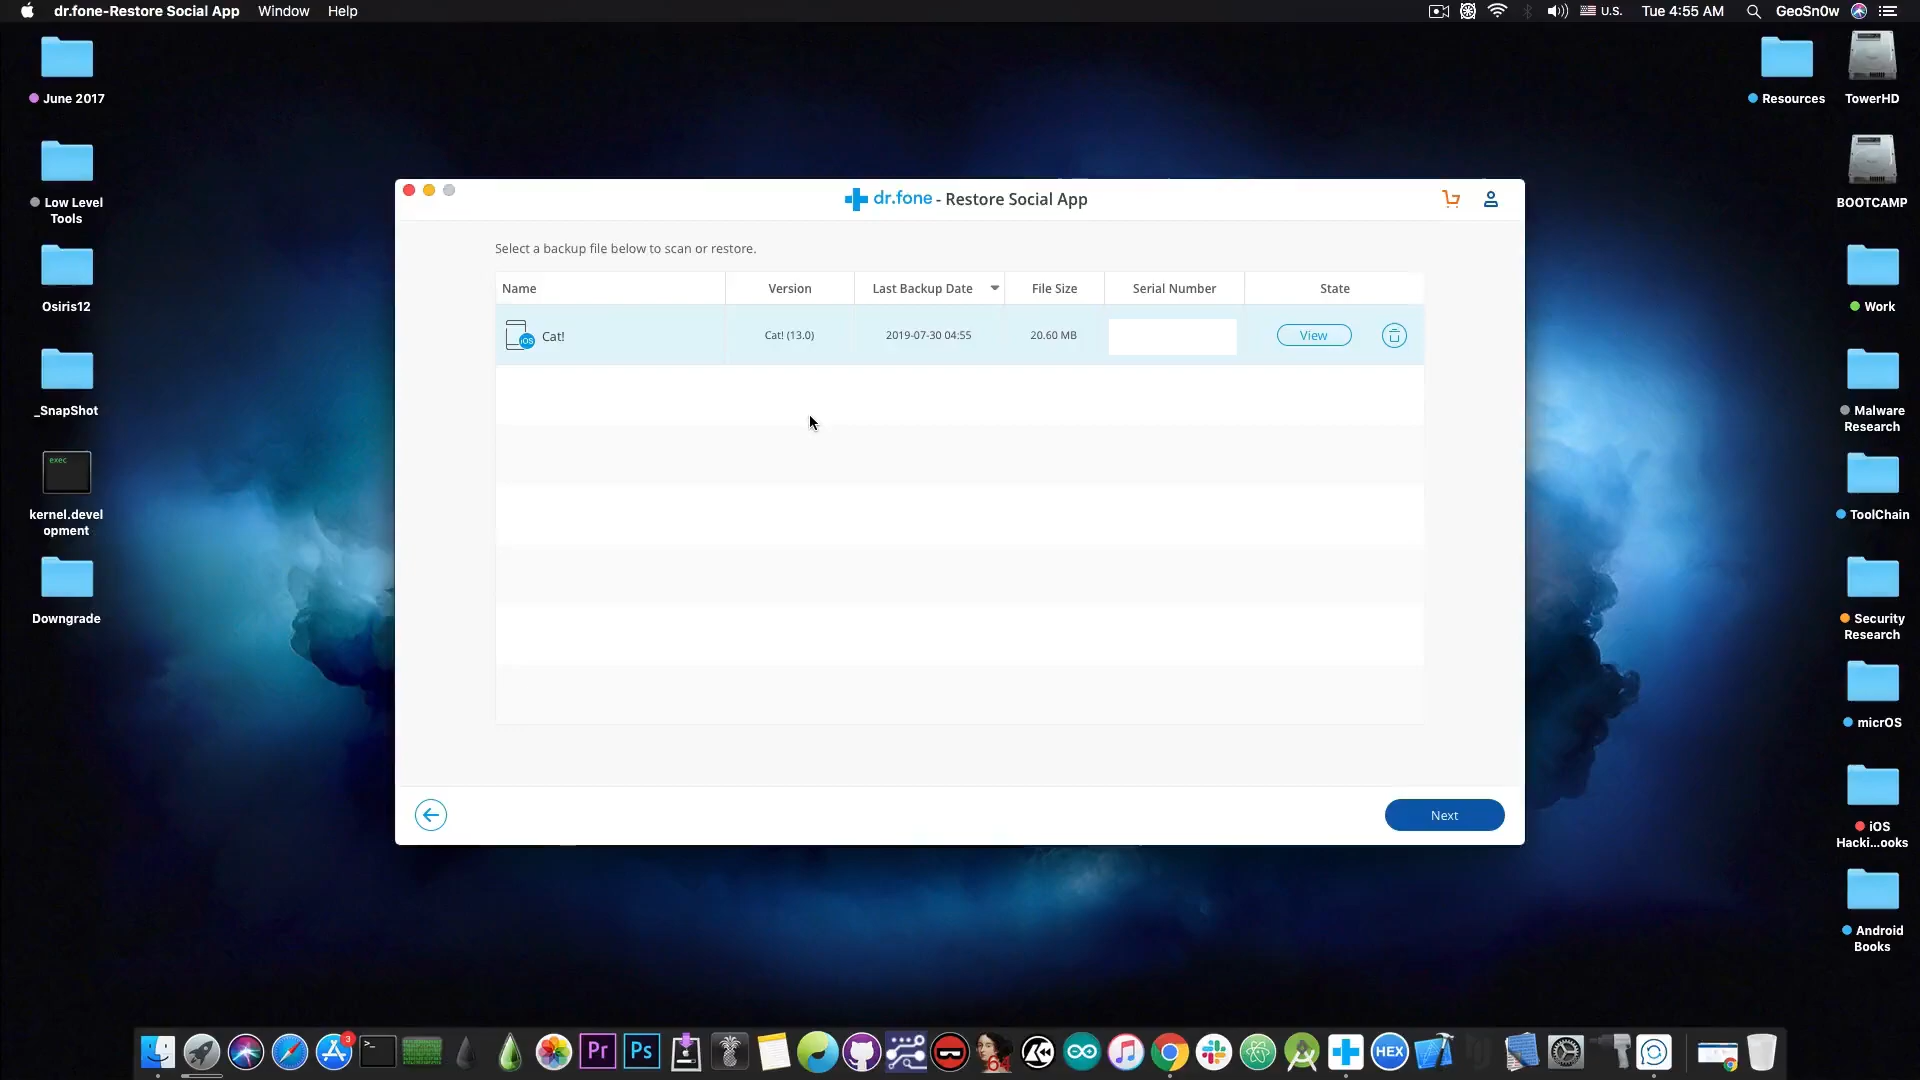 dr.fone-Restore Social App Window Help
U.S. Tue 4:55 AM GeoSn0w
June 2017
Low Level
Tools
Osiris12
_SnapShot
exec
kernel.devel
opment
Downgrade
Resources
TowerHD
BOOTCAMP
Work
Malware
Research
ToolChain
Security
Research
micrOS
iOS
Hacki...ooks
Android
Books
dr.fone - Restore Social App
Select a backup file below to scan or restore.
Name Version Last Backup Date File Size Serial Number State
iOS Cat! Cat! (13.0) 2019-07-30 04:55 20.60 MB View
Next
3
>_
Pr
Ps
64
HEX